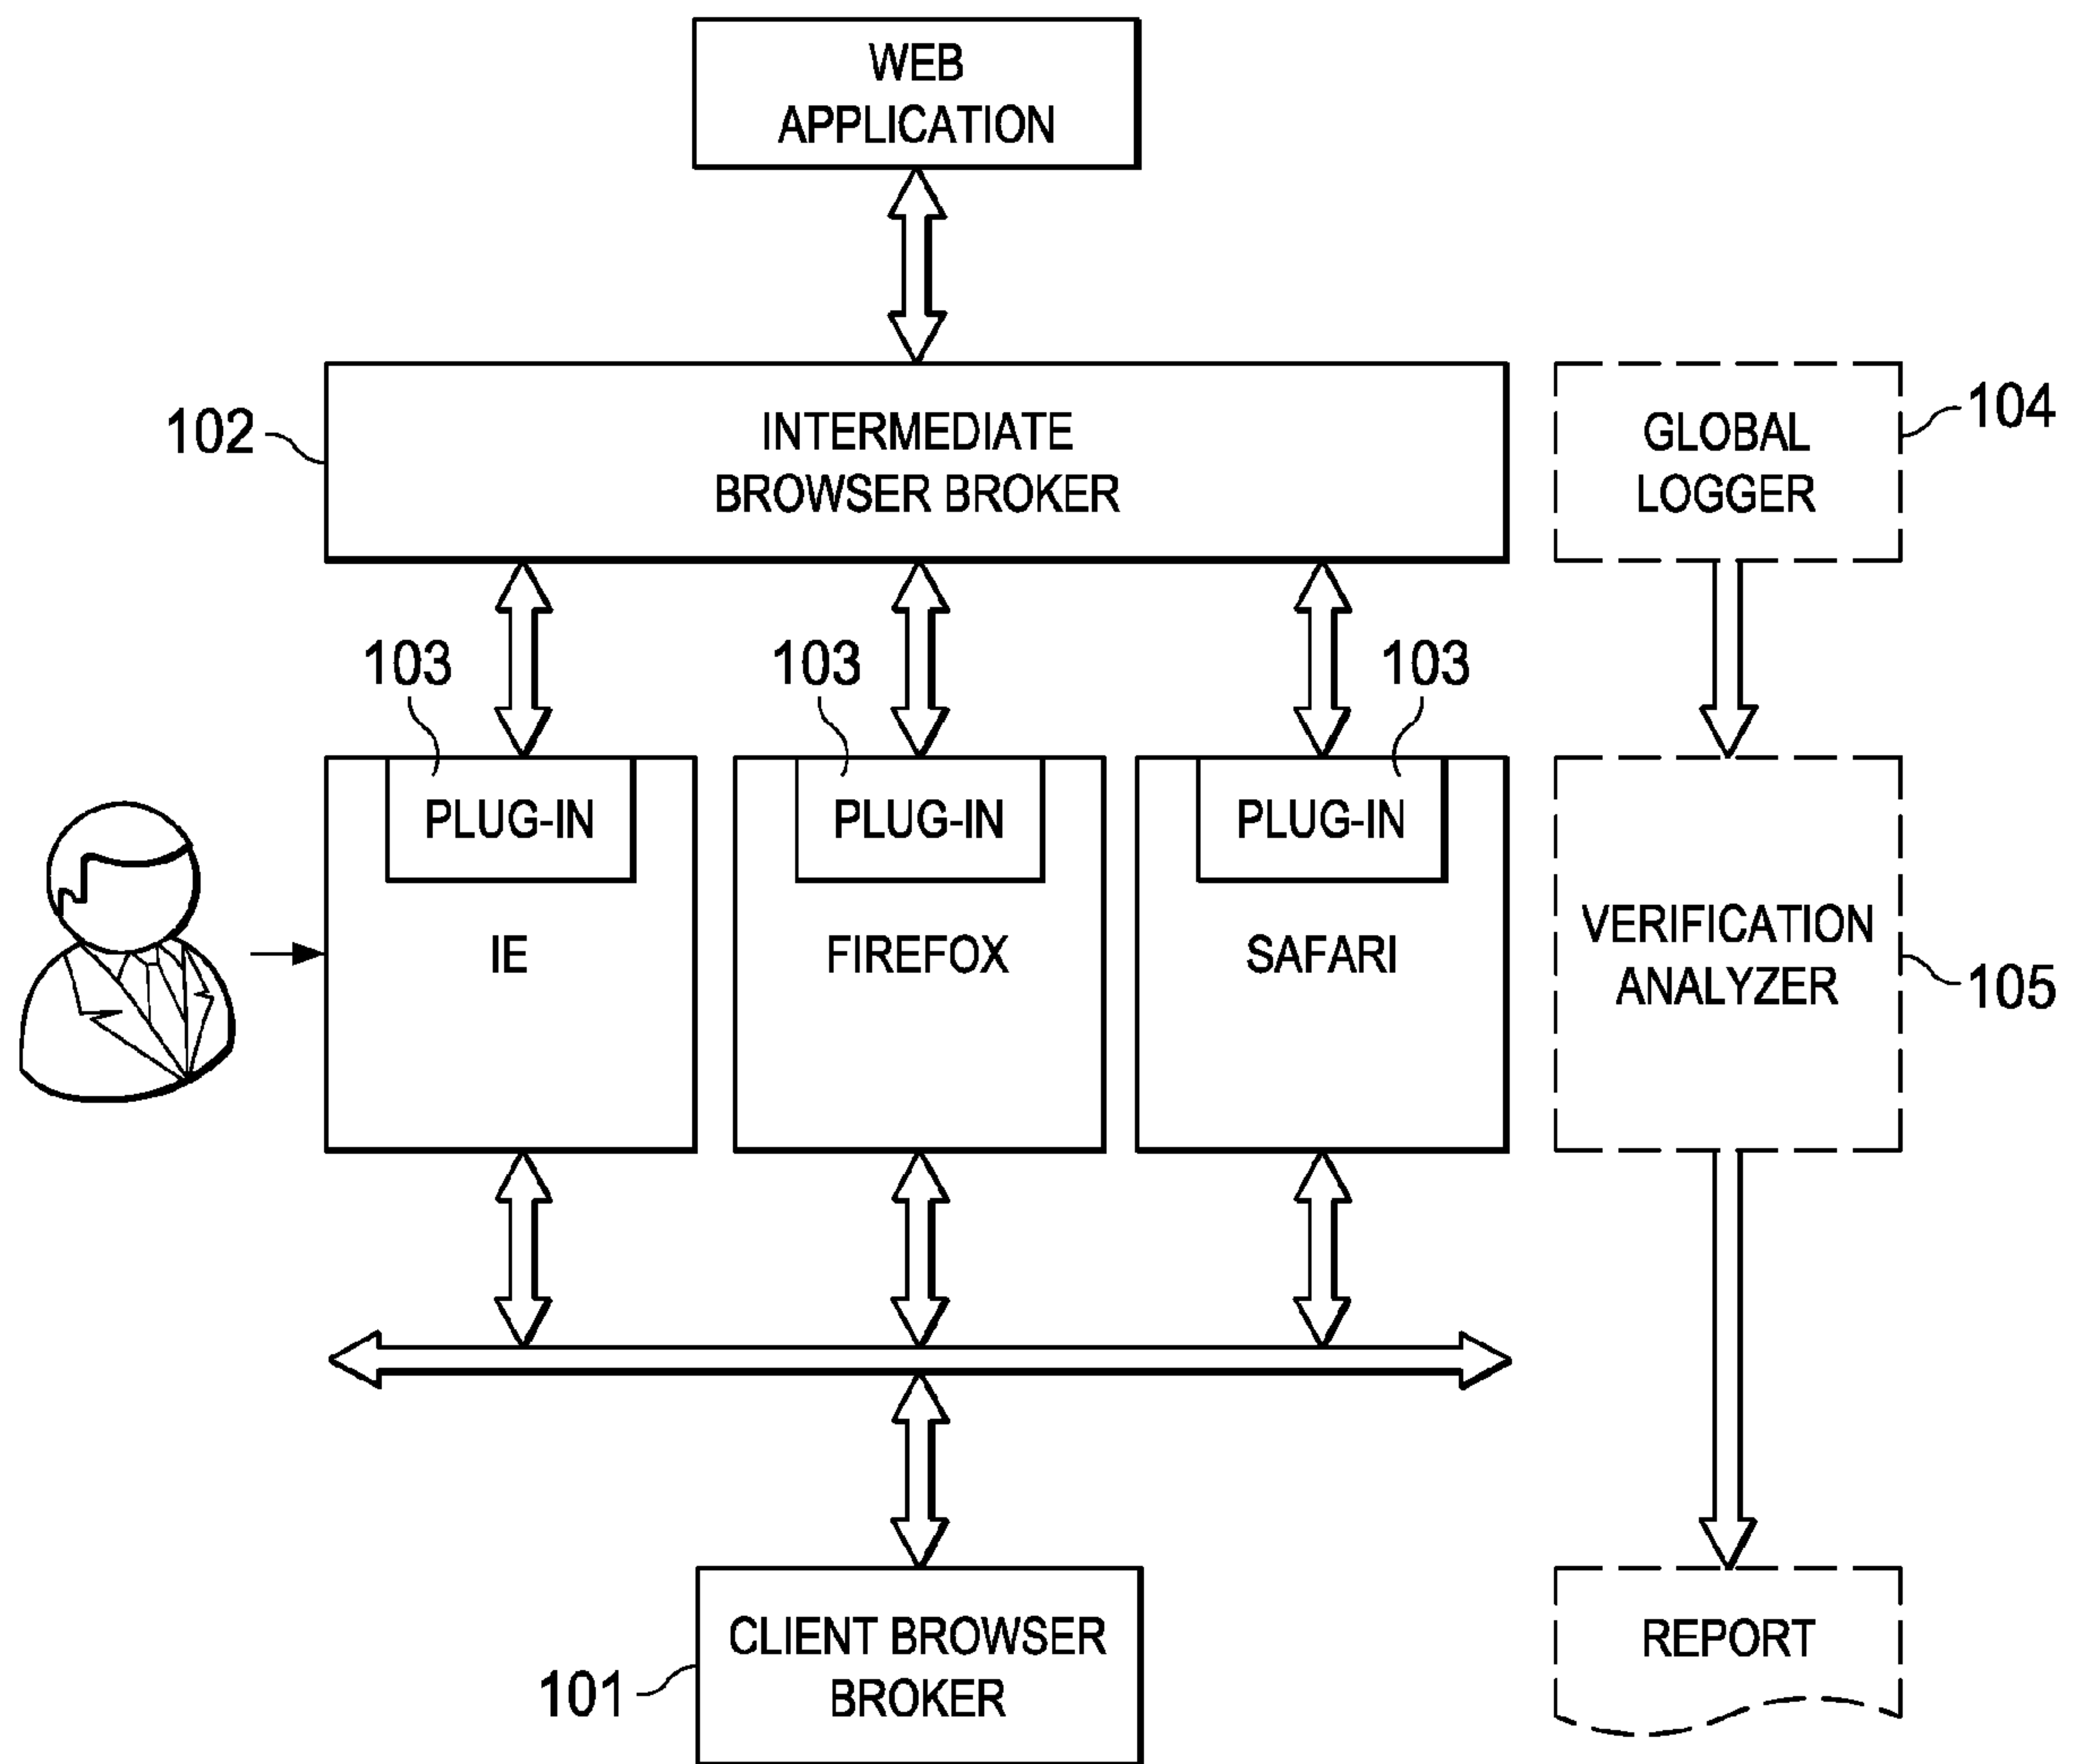 WEB
APPLICATION
102
INTERMEDIATE
BROWSER BROKER
GLOBAL
LOGGER
104
103
103
103
PLUG-IN
PLUG-IN
PLUG-IN
IE
FIREFOX
SAFARI
VERIFICATION
ANALYZER
105
CLIENT BROWSER
BROKER
101
REPORT